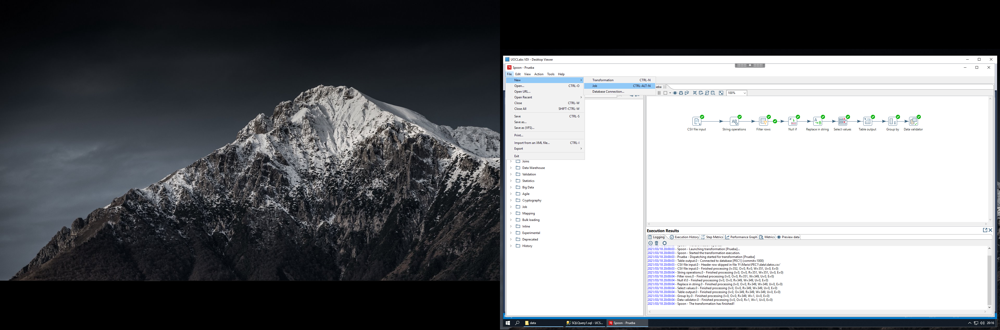 UOCLabs VDI - Desktop Viewer
Spoon - Prueba
File Edit View Action Tools Help
New
Open... CTRL-O
Open URL...
Open Recent
Close CTRL-W
Close All SHIFT-CTRL-W
Save CTRL-S
Save as...
Save as (VFS)...
Print...
Import from an XML file... CTRL-I
Export
Exit
Transformation CTRL-N
Job CTRL-ALT-N
Database Connection...
ueba
100%
Joins
Data Warehouse
Validation
Statistics
Big Data
Agile
Cryptography
Job
Mapping
Bulk loading
Inline
Experimental
Deprecated
History
CSV file input String operations Filter rows Null if Replace in string Select values Table output Group by Data validator
Execution Results
Logging Execution History Step Metrics Performance Graph Metrics Preview data
2021/03/18 20:00:03 - Spoon - Launching transformation [Prueba]...
2021/03/18 20:00:03 - Spoon - Started the transformation execution.
2021/03/18 20:00:03 - Prueba - Dispatching started for transformation [Prueba]
2021/03/18 20:00:03 - Table output.0 - Connected to database [PEC1] (commit=1000)
2021/03/18 20:00:03 - CSV file input.0 - Header row skipped in file 'F:\Mario\PEC1\data\datos.csv'
2021/03/18 20:00:03 - CSV file input.0 - Finished processing (I=352, O=0, R=0, W=351, U=0, E=0)
2021/03/18 20:00:04 - String operations.0 - Finished processing (I=0, O=0, R=351, W=351, U=0, E=0)
2021/03/18 20:00:04 - Filter rows.0 - Finished processing (I=0, O=0, R=351, W=349, U=0, E=0)
2021/03/18 20:00:04 - Null if.0 - Finished processing (I=0, O=0, R=349, W=349, U=0, E=0)
2021/03/18 20:00:04 - Replace in string.0 - Finished processing (I=0, O=0, R=349, W=349, U=0, E=0)
2021/03/18 20:00:04 - Select values.0 - Finished processing (I=0, O=0, R=349, W=349, U=0, E=0)
2021/03/18 20:00:04 - Table output.0 - Finished processing (I=0, O=349, R=349, W=349, U=0, E=0)
2021/03/18 20:00:04 - Group by.0 - Finished processing (I=0, O=0, R=349, W=1, U=0, E=0)
2021/03/18 20:00:04 - Data validator.0 - Finished processing (I=0, O=0, R=1, W=1, U=0, E=0)
2021/03/18 20:00:04 - Spoon - The transformation has finished!!
data SQLQuery1.sql - UCS... Spoon - Prueba 20:16